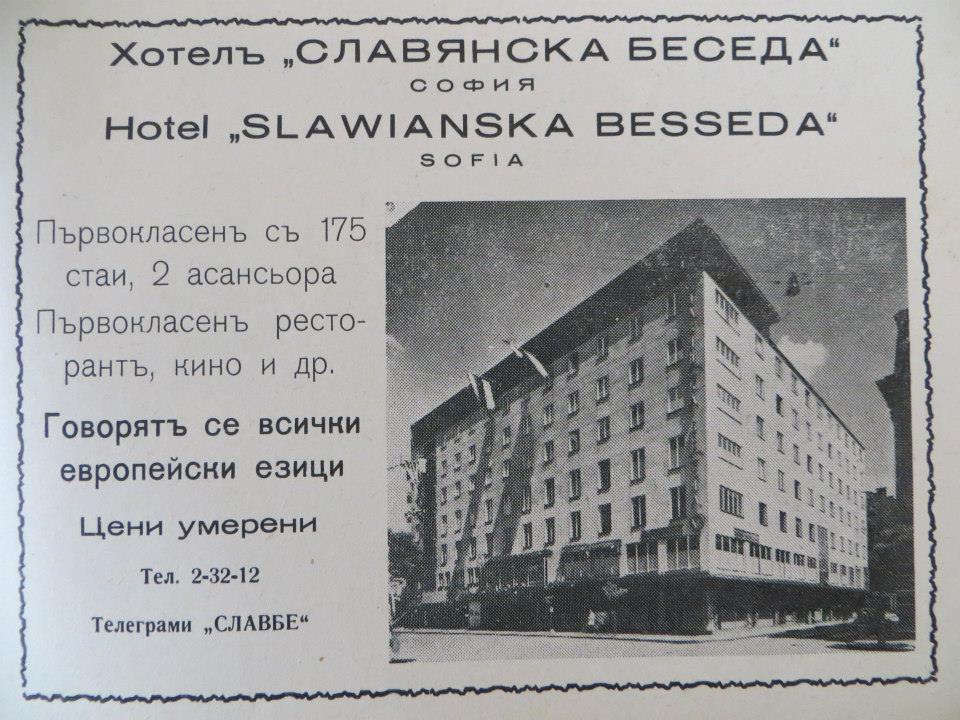 Хотелъ „СЛАВЯНСКА БЕСЕДА“
СОФИЯ
Hotel „SLAWIANSKA BESSEDA“
SOFIA
Първокласенъ съ 175
стаи, 2 асансьора
Първокласенъ ресто-
рантъ, кино и др.
Говорятъ се всички
европейски езици
Цени умерени
Тел. 2-32-12
Телеграми „СЛАВБЕ“